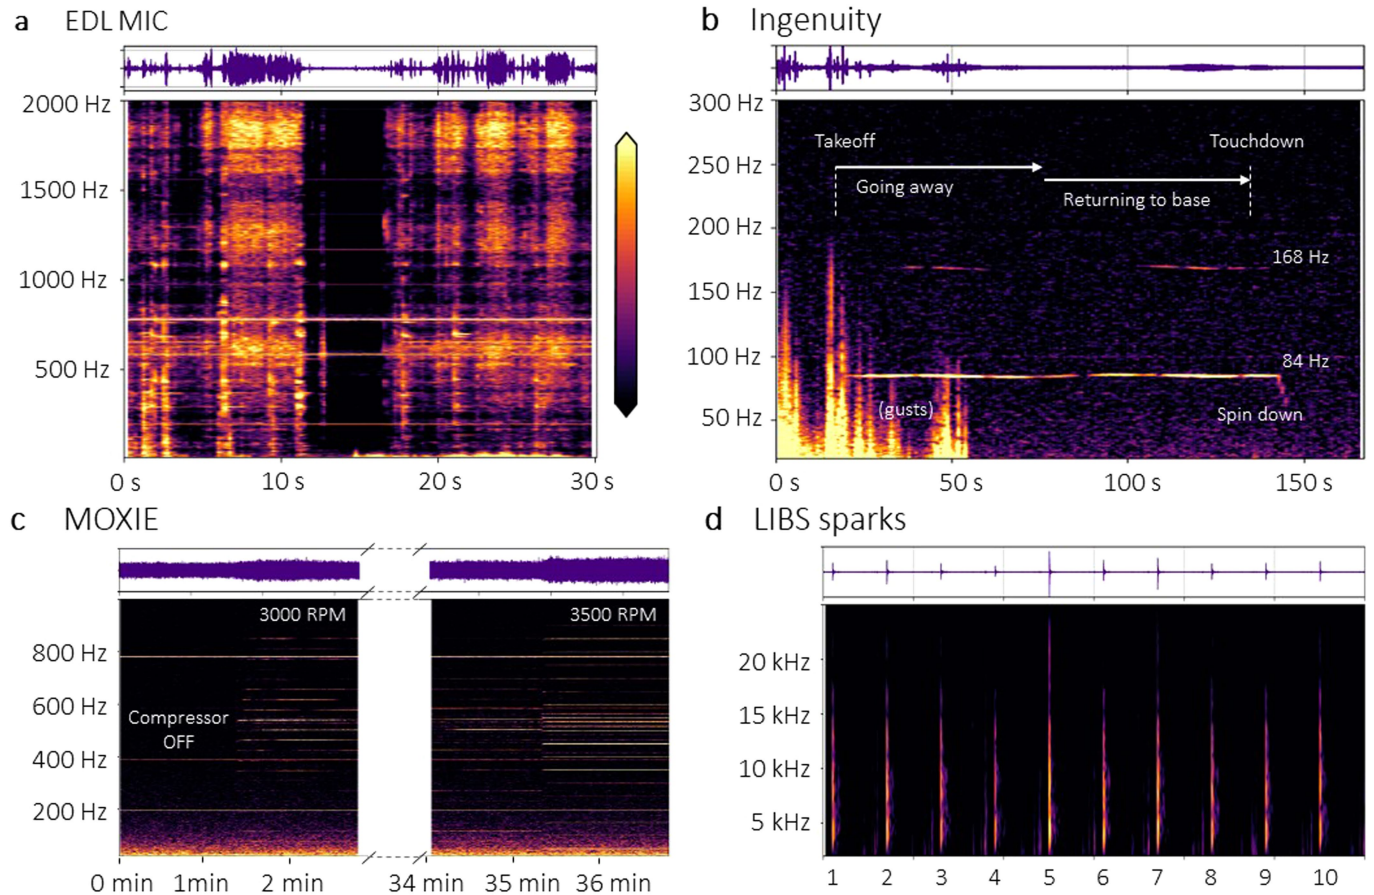 a EDL MIC
2000 Hz
1500 Hz
1000 Hz
500 Hz
0 s 10 s 20 s 30 s
b Ingenuity
300 Hz
250 Hz
200 Hz
150 Hz
100 Hz
50 Hz
Takeoff
Touchdown
Going away
Returning to base
168 Hz
84 Hz
(gusts)
Spin down
0 s 50 s 100 s 150 s
c MOXIE
3000 RPM
3500 RPM
800 Hz
600 Hz
400 Hz
200 Hz
Compressor
OFF
0 min 1min 2 min 34 min 35 min 36 min
d LIBS sparks
20 kHz
15 kHz
10 kHz
5 kHz
1 2 3 4 5 6 7 8 9 10